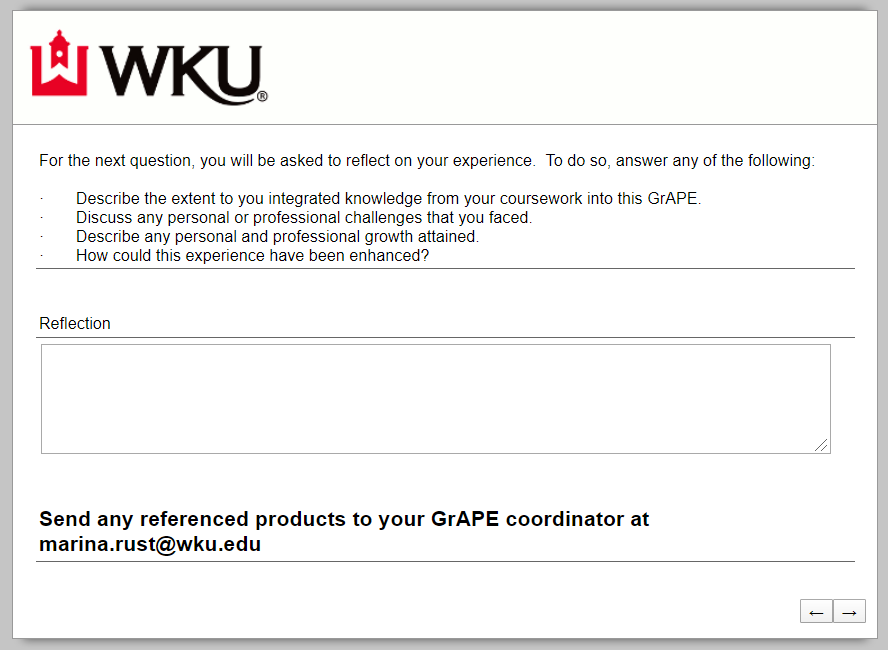 WKU®
For the next question, you will be asked to reflect on your experience.  To do so, answer any of the following:
·	Describe the extent to you integrated knowledge from your coursework into this GrAPE.
·	Discuss any personal or professional challenges that you faced.
·	Describe any personal and professional growth attained.
·	How could this experience have been enhanced?
Reflection
Send any referenced products to your GrAPE coordinator at
marina.rust@wku.edu
← →